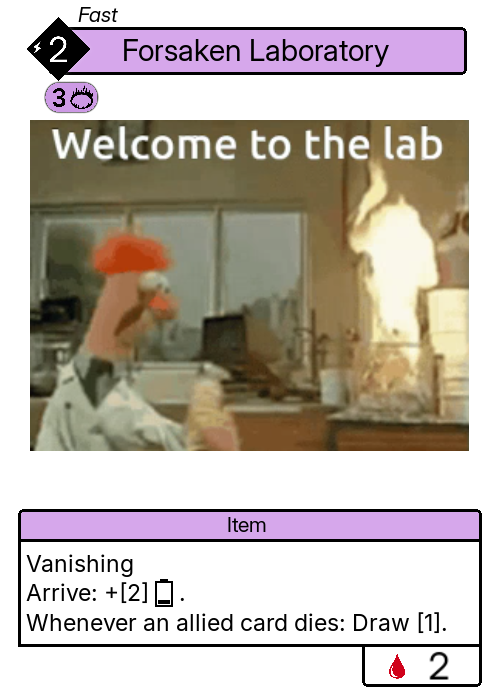 Fast
2
Forsaken Laboratory
3
Welcome to the lab
Item
Vanishing
Arrive: +[2] .
Whenever an allied card dies: Draw [1].
2